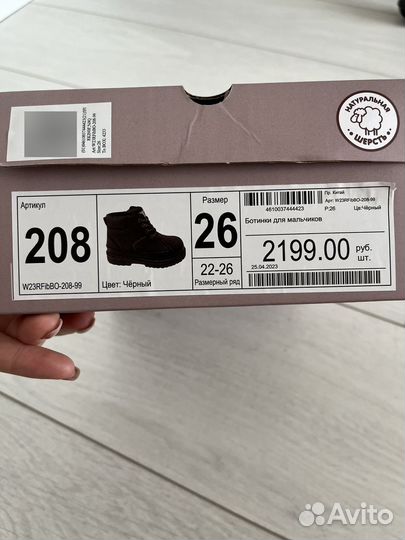 НАТУРАЛЬНАЯ
ШЕРСТЬ
Артикул
208
W23RFibBO-208-99
Цвет: Чёрный
Размер
26
22-26
Размерный ряд
4610037444423
Пр. Китай
Арт: W23RFibBO-208-99
Р:26 Цв:Чёрный
Ботинки для мальчиков
2199.00 руб.
шт.
25.04.2023
Avito